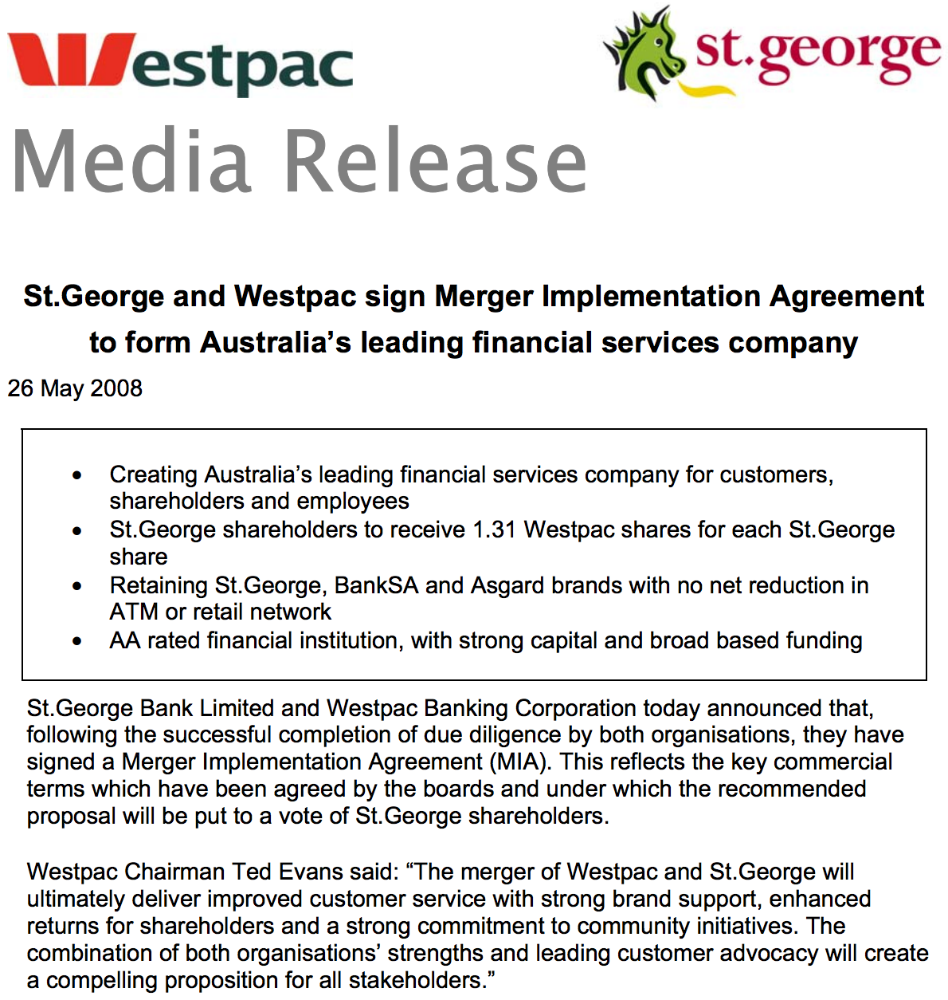 Westpac
st.george
Media Release
St.George and Westpac sign Merger Implementation Agreement
to form Australia’s leading financial services company
26 May 2008
• Creating Australia’s leading financial services company for customers,
shareholders and employees
• St.George shareholders to receive 1.31 Westpac shares for each St.George
share
• Retaining St.George, BankSA and Asgard brands with no net reduction in
ATM or retail network
• AA rated financial institution, with strong capital and broad based funding
St.George Bank Limited and Westpac Banking Corporation today announced that,
following the successful completion of due diligence by both organisations, they have
signed a Merger Implementation Agreement (MIA). This reflects the key commercial
terms which have been agreed by the boards and under which the recommended
proposal will be put to a vote of St.George shareholders.
Westpac Chairman Ted Evans said: “The merger of Westpac and St.George will
ultimately deliver improved customer service with strong brand support, enhanced
returns for shareholders and a strong commitment to community initiatives. The
combination of both organisations’ strengths and leading customer advocacy will create
a compelling proposition for all stakeholders.”